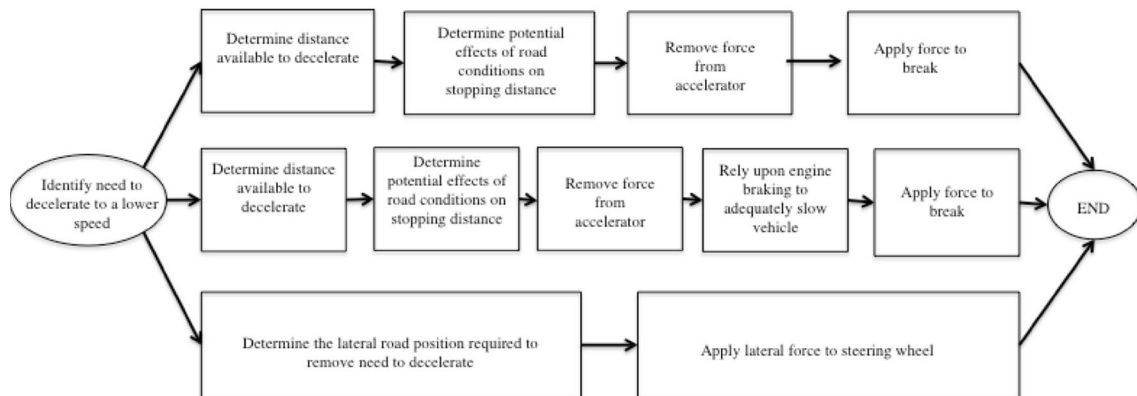 Identify need to
decelerate to a lower
speed
Determine distance
available to decelerate
Determine potential
effects of road
conditions on
stopping distance
Remove force
from
accelerator
Apply force to
break
Determine distance
available to
decelerate
Determine
potential effects of
road conditions on
stopping distance
Remove force
from
accelerator
Rely upon engine
braking to
adequately slow
vehicle
Apply force to
break
Determine the lateral road position required to
remove need to decelerate
Apply lateral force to steering wheel
END